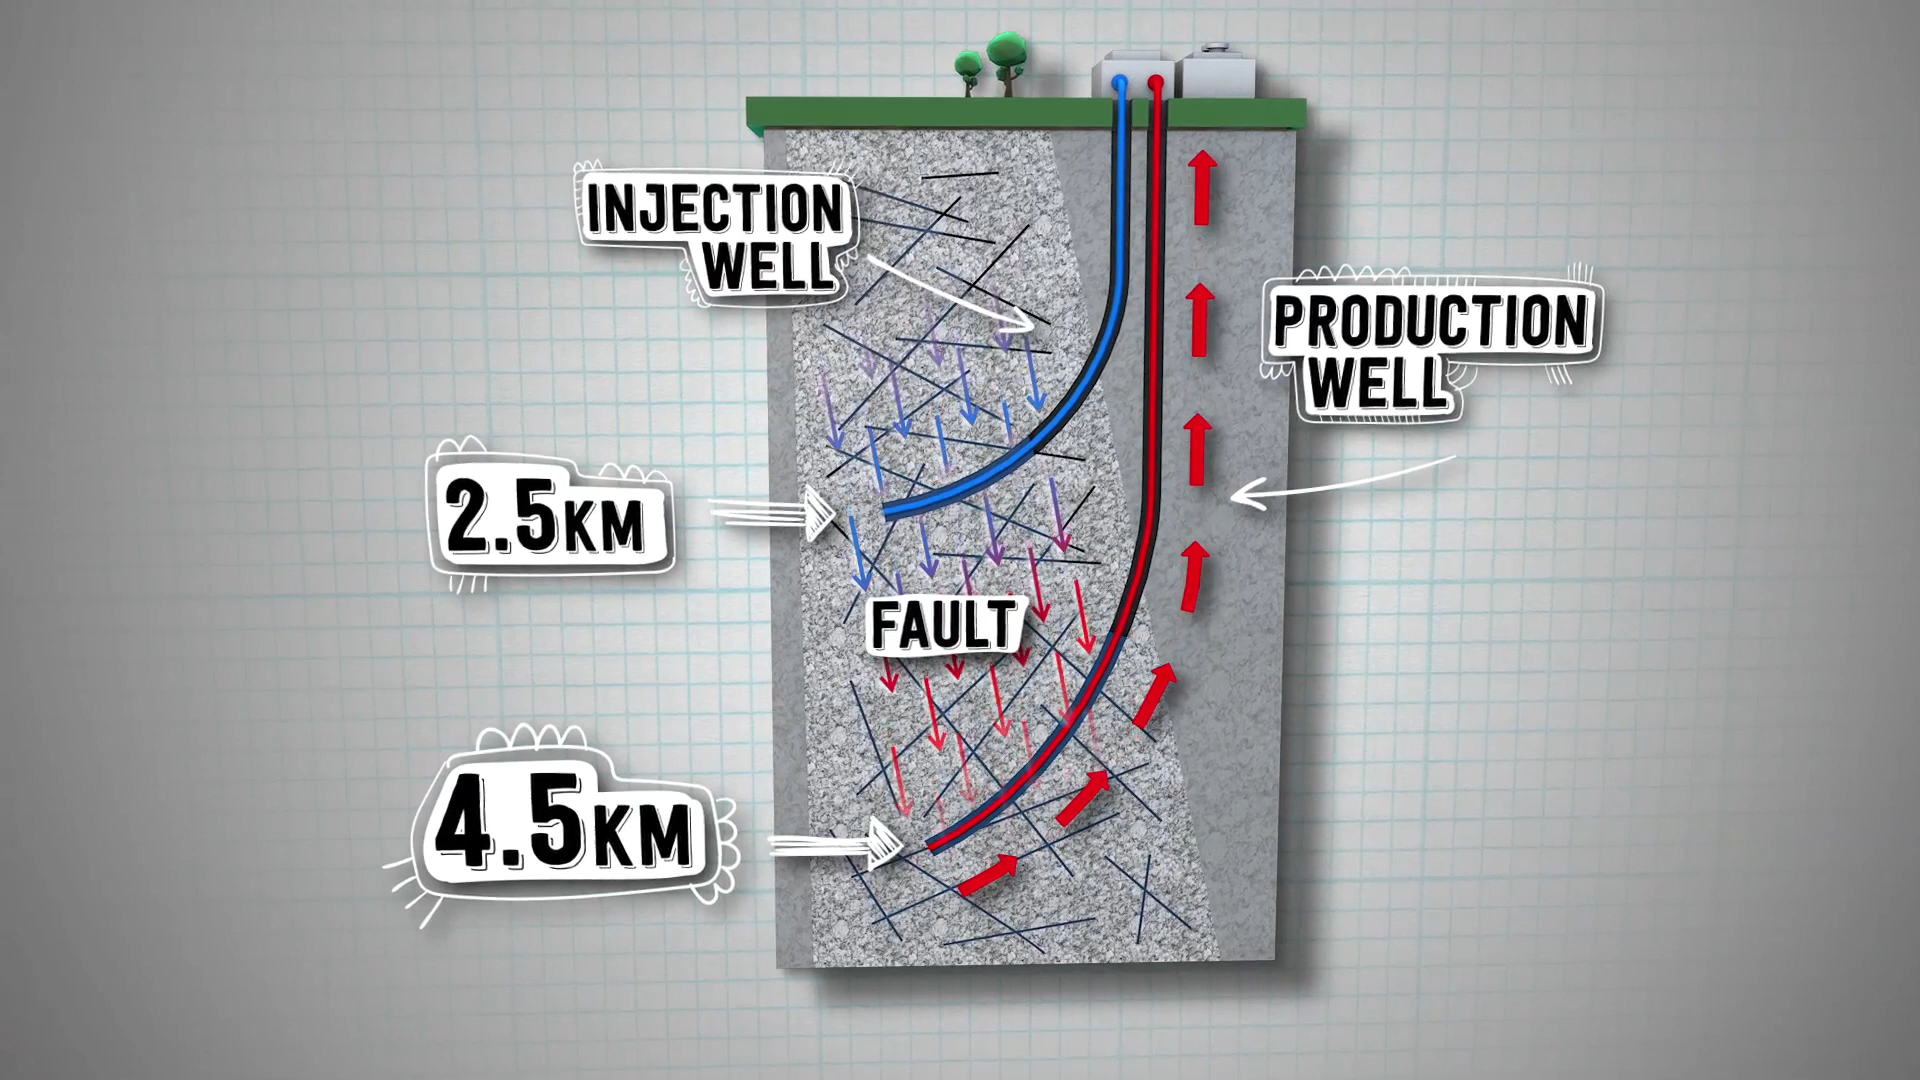 INJECTION
WELL
PRODUCTION
WELL
2.5KM
FAULT
4.5KM